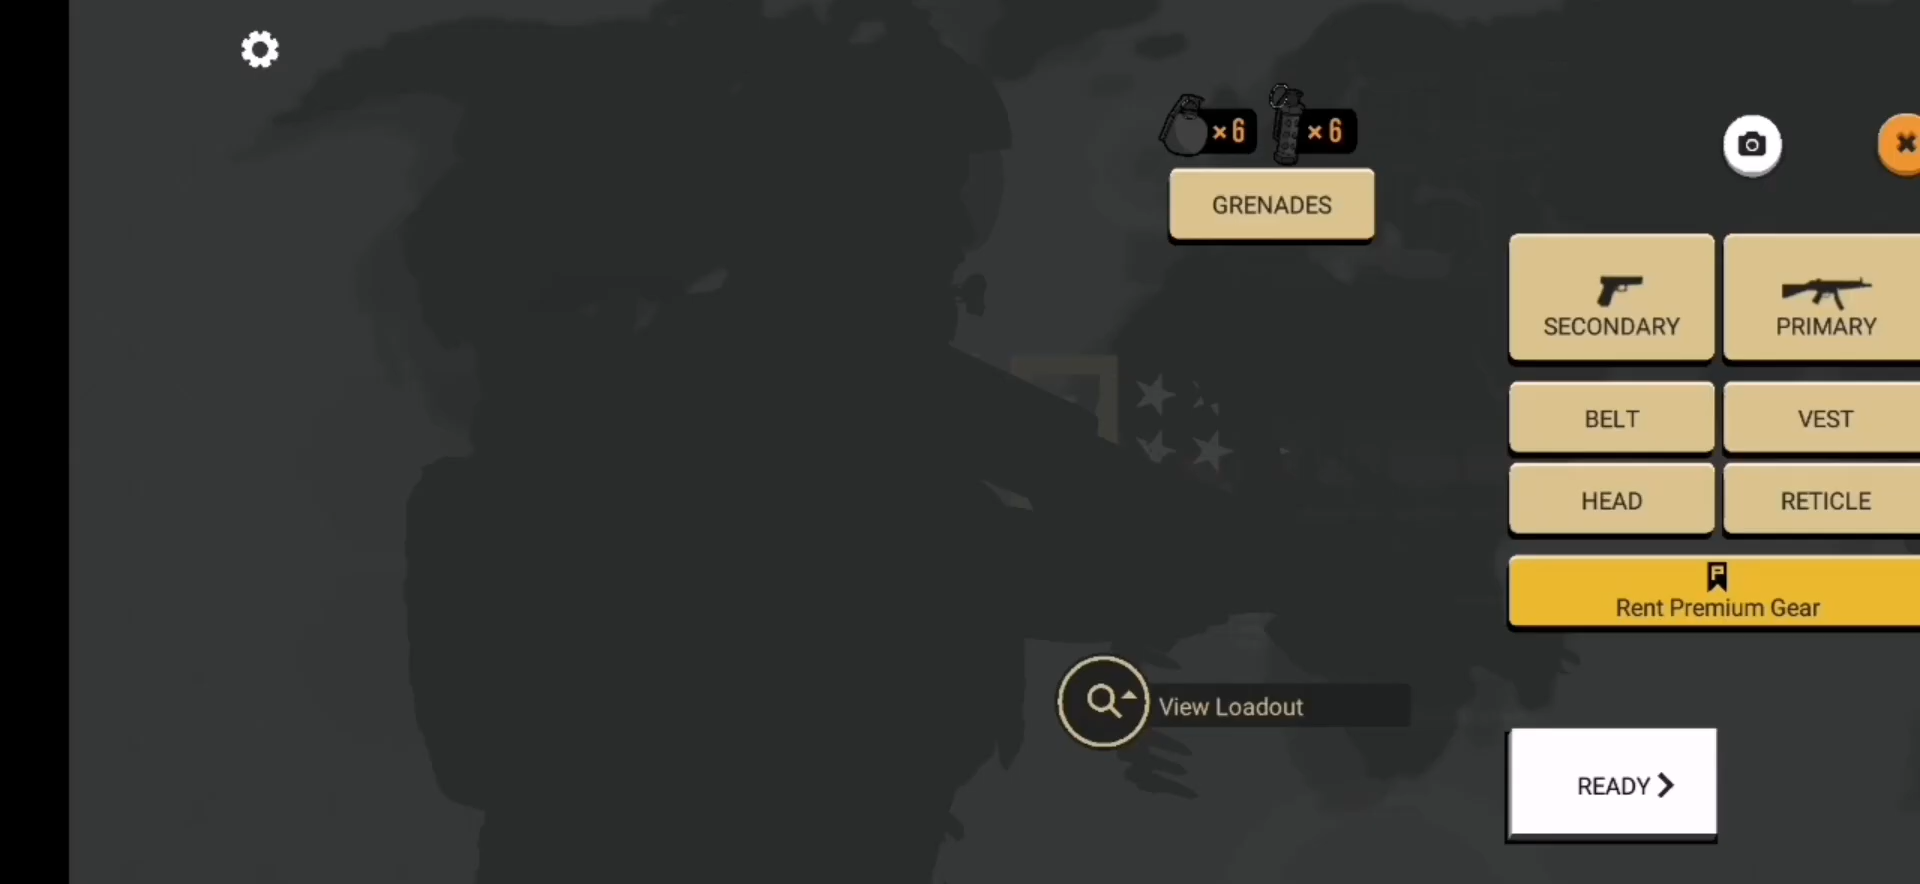 ×6 ×6
GRENADES
SECONDARY PRIMARY
BELT VEST
HEAD RETICLE
P
Rent Premium Gear
View Loadout
READY